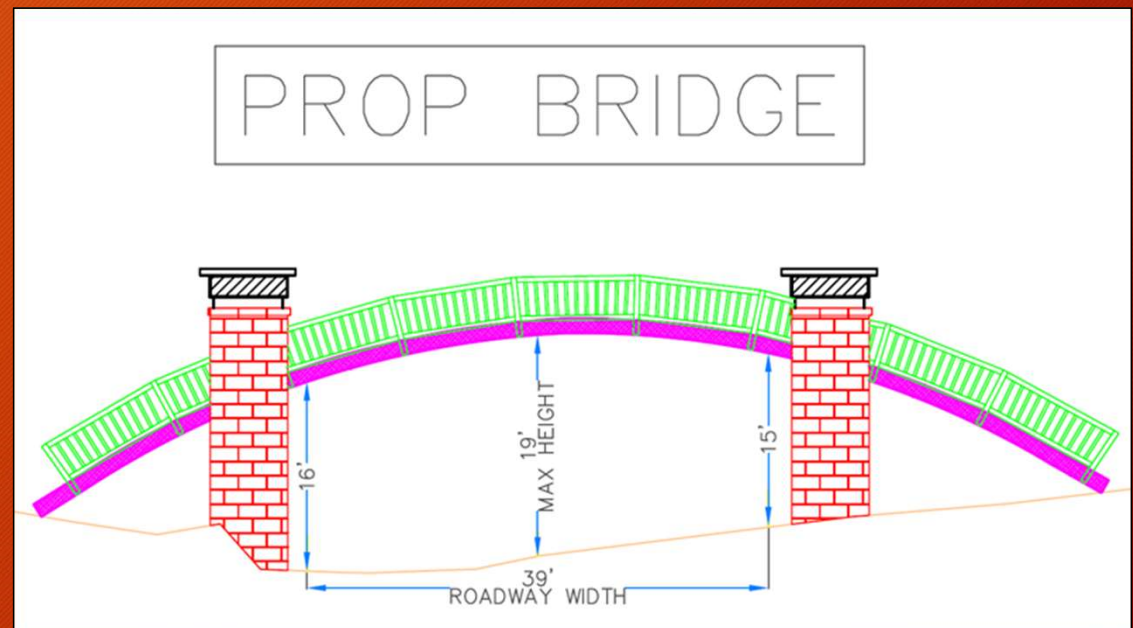 PROP BRIDGE
16'
19'
MAX HEIGHT
15'
39'
ROADWAY WIDTH